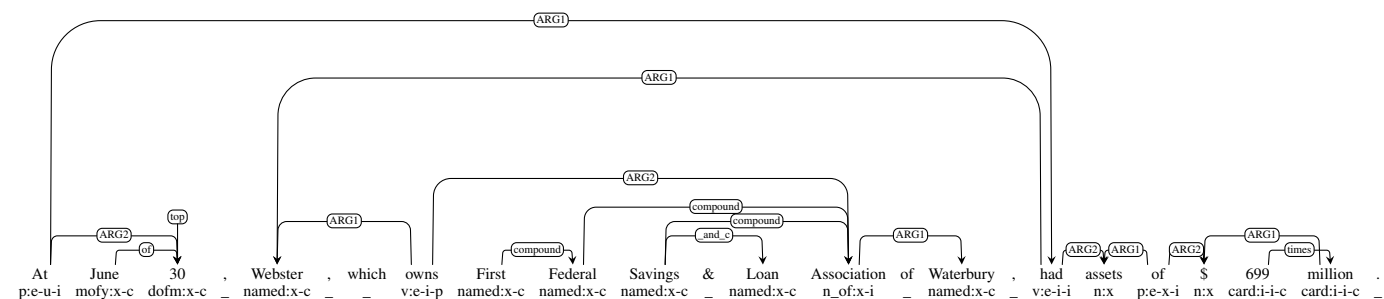 ARG1
ARG1
ARG2
compound
top ARG1 compound
ARG2 _and_c ARG1
of compound ARG2 ARG1 ARG2 ARG1 times
At June 30 , Webster , which owns First Federal Savings & Loan Association of Waterbury , had assets of $ 699 million .
p:e-u-i mofy:x-c dofm:x-c _ named:x-c _ _ v:e-i-p named:x-c named:x-c named:x-c _ named:x-c n_of:x-i _ named:x-c _ v:e-i-i n:x p:e-x-i n:x card:i-i-c card:i-i-c _